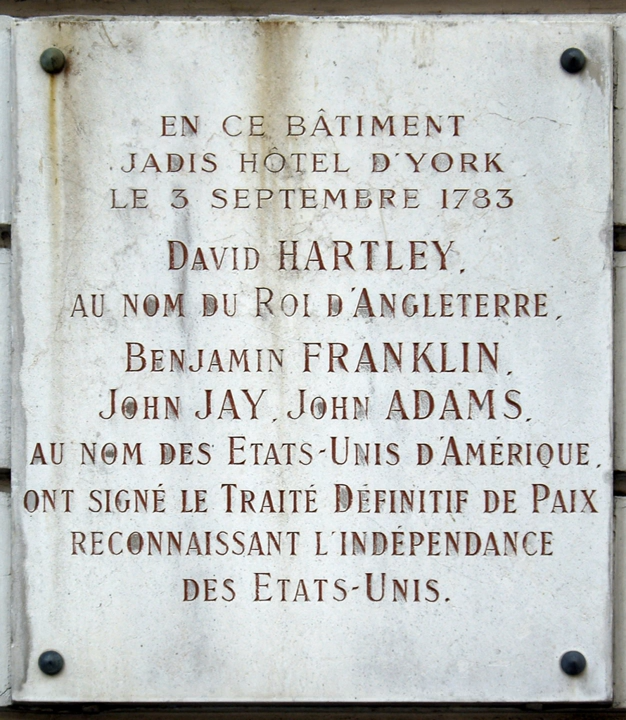 EN CE BÂTIMENT
JADIS HÔTEL D'YORK
LE 3 SEPTEMBRE 1783
DAVID HARTLEY,
AU NOM DU ROI D'ANGLETERRE,
BENJAMIN FRANKLIN,
JOHN JAY, JOHN ADAMS,
AU NOM DES ETATS-UNIS D'AMÉRIQUE,
ONT SIGNÉ LE TRAITÉ DÉFINITIF DE PAIX
RECONNAISSANT L'INDÉPENDANCE
DES ETATS-UNIS.